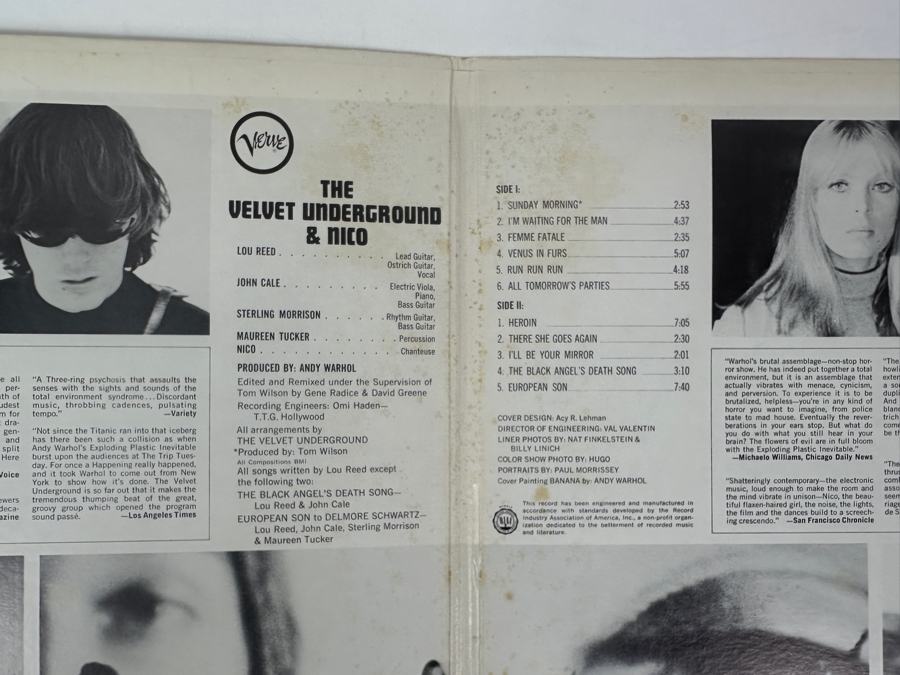 Verve
THE
VELVET UNDERGROUND
& NICO
LOU REED . . . . . . . . . . Lead Guitar,
Ostrich Guitar,
Vocal
JOHN CALE . . . . . . . . . Electric Viola,
Piano,
Bass Guitar
STERLING MORRISON . . . . . . Rhythm Guitar,
Bass Guitar
MAUREEN TUCKER . . . . . . . . Percussion
NICO . . . . . . . . . . . . Chanteuse
PRODUCED BY: ANDY WARHOL
Edited and Remixed under the Supervision of
Tom Wilson by Gene Radice & David Greene
Recording Engineers: Omi Haden—
T.T.G. Hollywood
All arrangements by
THE VELVET UNDERGROUND
*Produced by: Tom Wilson
All Compositions BMI
All songs written by Lou Reed except
the following two:
THE BLACK ANGEL'S DEATH SONG—
Lou Reed & John Cale
EUROPEAN SON to DELMORE SCHWARTZ—
Lou Reed, John Cale, Sterling Morrison
& Maureen Tucker
SIDE I:
1. SUNDAY MORNING* 2:53
2. I'M WAITING FOR THE MAN 4:37
3. FEMME FATALE 2:35
4. VENUS IN FURS 5:07
5. RUN RUN RUN 4:18
6. ALL TOMORROW'S PARTIES 5:55
SIDE II:
1. HEROIN 7:05
2. THERE SHE GOES AGAIN 2:30
3. I'LL BE YOUR MIRROR 2:01
4. THE BLACK ANGEL'S DEATH SONG 3:10
5. EUROPEAN SON 7:40
COVER DESIGN: Acy R. Lehman
DIRECTOR OF ENGINEERING: VAL VALENTIN
LINER PHOTOS BY: NAT FINKELSTEIN &
BILLY LINICH
COLOR SHOW PHOTO BY: HUGO
PORTRAITS BY: PAUL MORRISSEY
Cover Painting BANANA by: ANDY WARHOL
This record has been engineered and manufactured in
accordance with standards developed by the Record
Industry Association of America, Inc., a non-profit organ-
ization dedicated to the betterment of recorded music
and literature.
"A Three-ring psychosis that assaults the
senses with the sights and sounds of the
total environment syndrome...Discordant
music, throbbing cadences, pulsating
tempo." —Variety
"Not since the Titanic ran into that iceberg
has there been such a collision as when
Andy Warhol's Exploding Plastic Inevitable
burst upon the audiences at The Trip Tues-
day. For once a Happening really happened,
and it took Warhol to come out from New
York to show how it's done. The Velvet
Underground is so far out that it makes the
tremendous thumping beat of the great,
groovy group which opened the program
sound passé. —Los Angeles Times
"Warhol's brutal assemblage—non-stop hor-
ror show. He has indeed put together a total
environment, but it is an assemblage that
actually vibrates with menace, cynicism,
and perversion. To experience it is to be
brutalized, helpless—you're in any kind of
horror you want to imagine, from police
state to mad house. Eventually the rever-
berations in your ears stop. But what do
you do with what you still hear in your
brain? The flowers of evil are in full bloom
with the Exploding Plastic Inevitable."
—Michaelo Williams, Chicago Daily News
"Shatteringly contemporary—the electronic
music, loud enough to make the room and
the mind vibrate in unison—Nico, the beau-
tiful flaxen-haired girl, the noise, the lights,
the film and the dances build to a screech-
ing crescendo." —San Francisco Chronicle